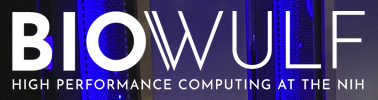 BIOWULF
HIGH PERFORMANCE COMPUTING AT THE NIH